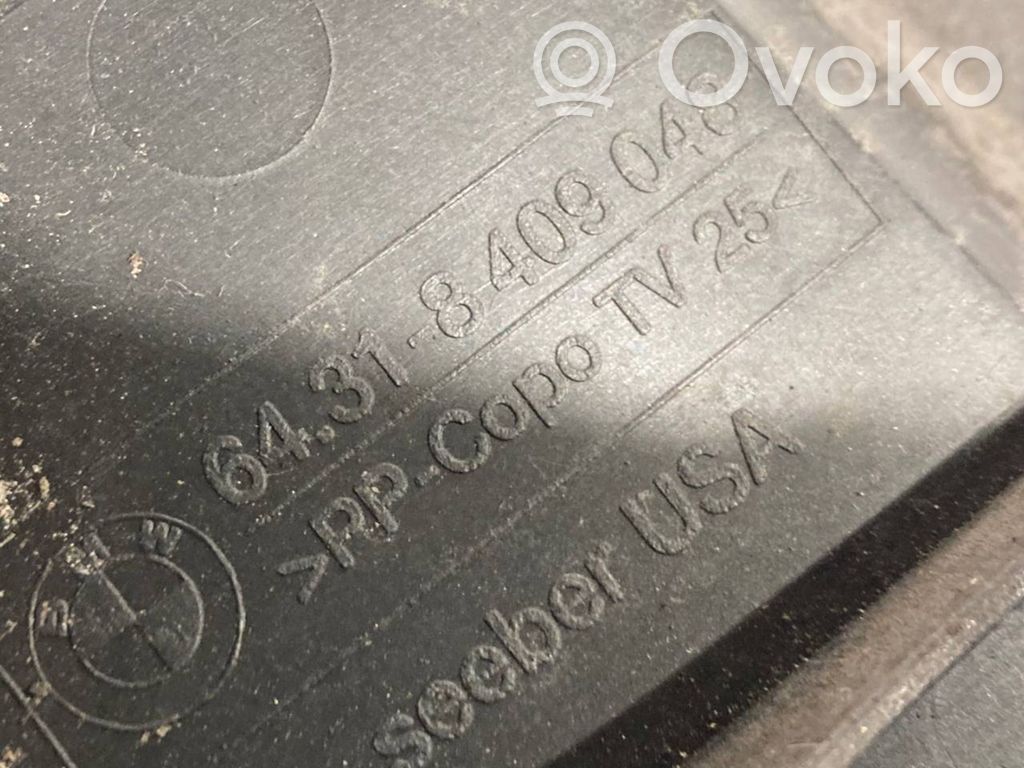 Ovoko
64.31-8 409 048
>PP-Copo TV 25<
seeber USA
BMW